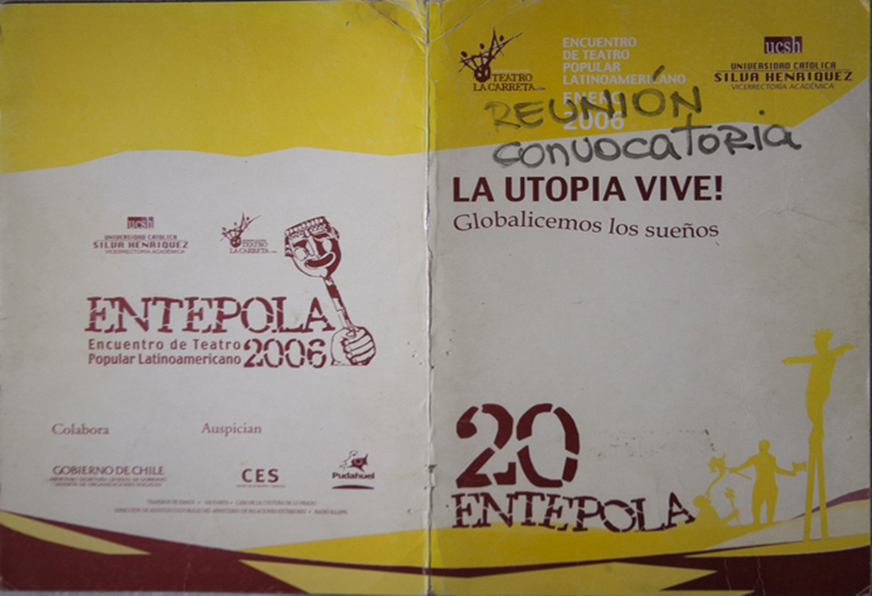 ucsh
UNIVERSIDAD CATOLICA
SILVA HENRIQUEZ
VICERRECTORIA ACADÉMICA
TEATRO
LA CARRETA
ENTEPOLA
Encuentro de Teatro
Popular Latinoamericano 2006
Colabora
Auspician
GOBIERNO DE CHILE
CES
Pudahuel
TEATRO
LA CARRETA
ENCUENTRO
DE TEATRO
POPULAR
LATINOAMERICANO
ENERO
2006
ucsh
UNIVERSIDAD CATOLICA
SILVA HENRIQUEZ
VICERRECTORIA ACADÉMICA
REUNIÓN
CONVOCATORIA
LA UTOPIA VIVE!
Globalicemos los sueños
20
ENTEPOLA